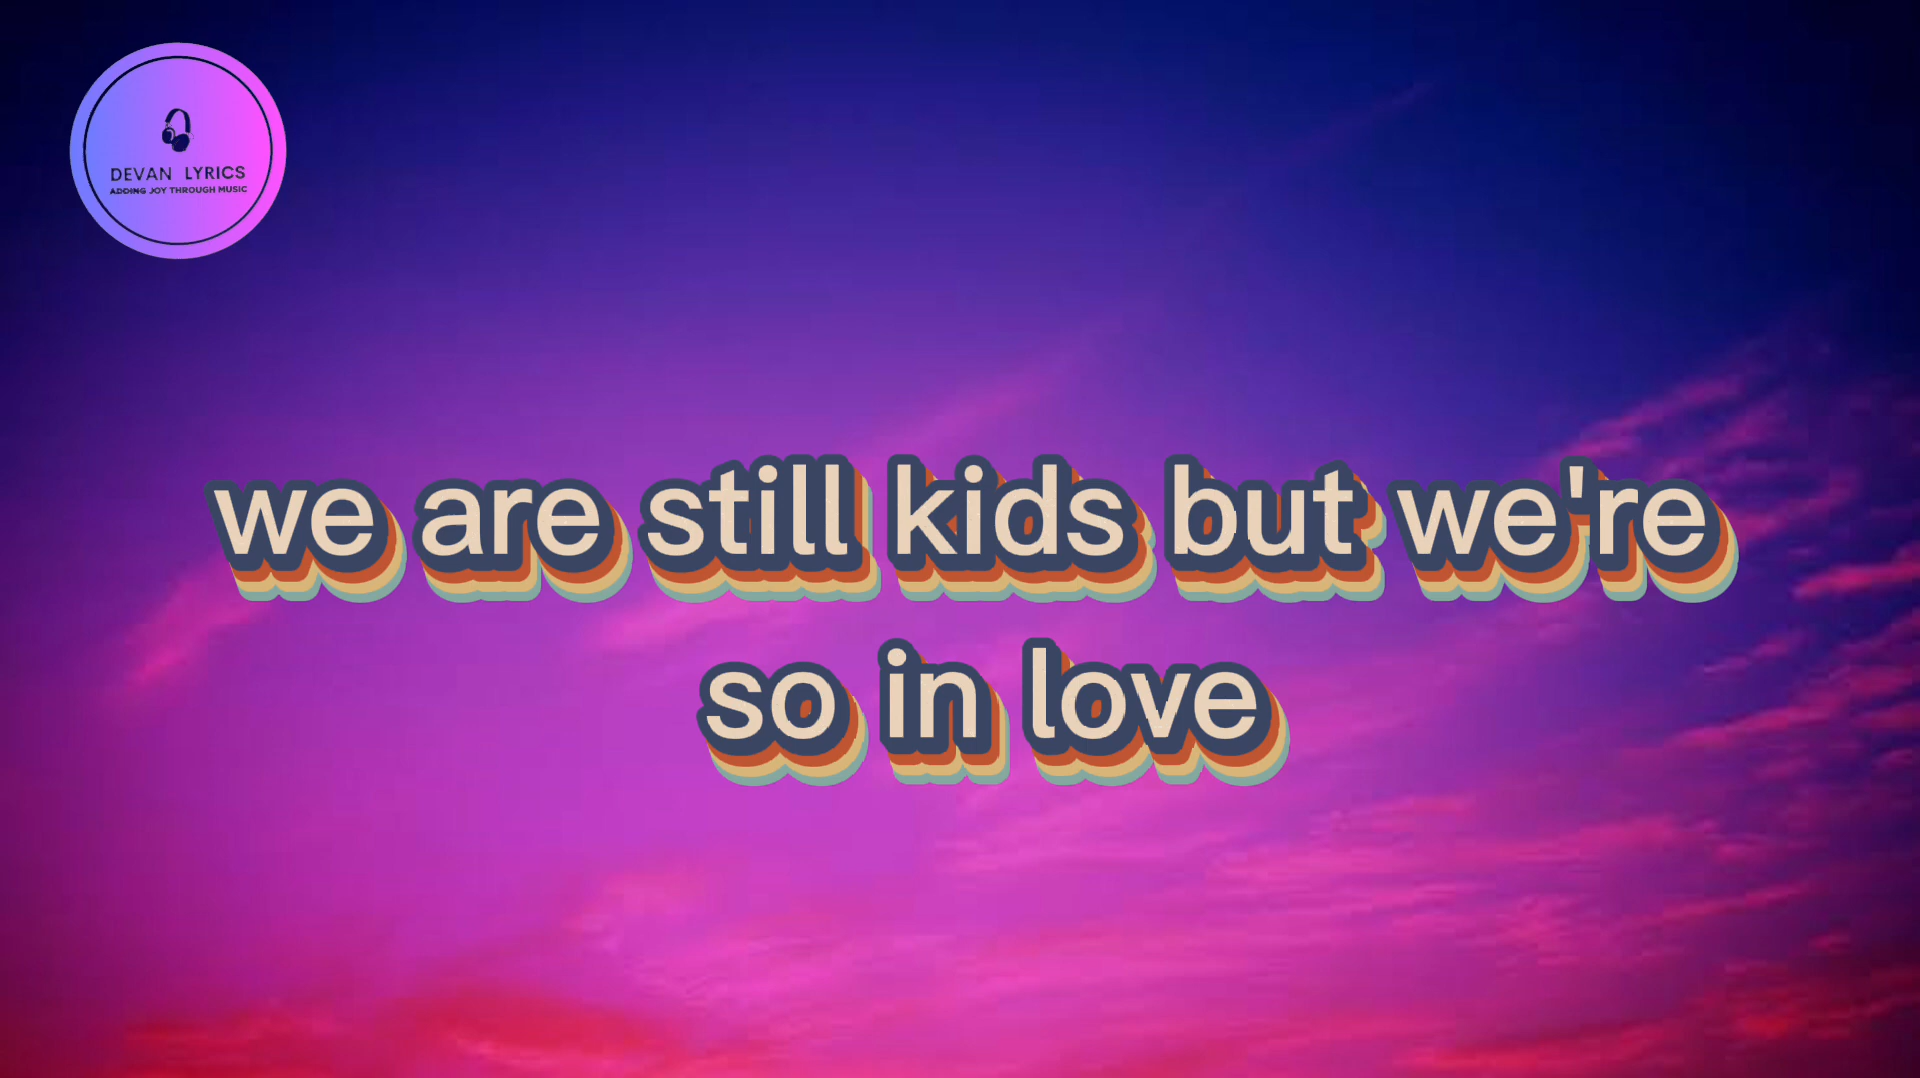 DEVAN LYRICS
ADDING JOY THROUGH MUSIC
we are still kids but we're
so in love